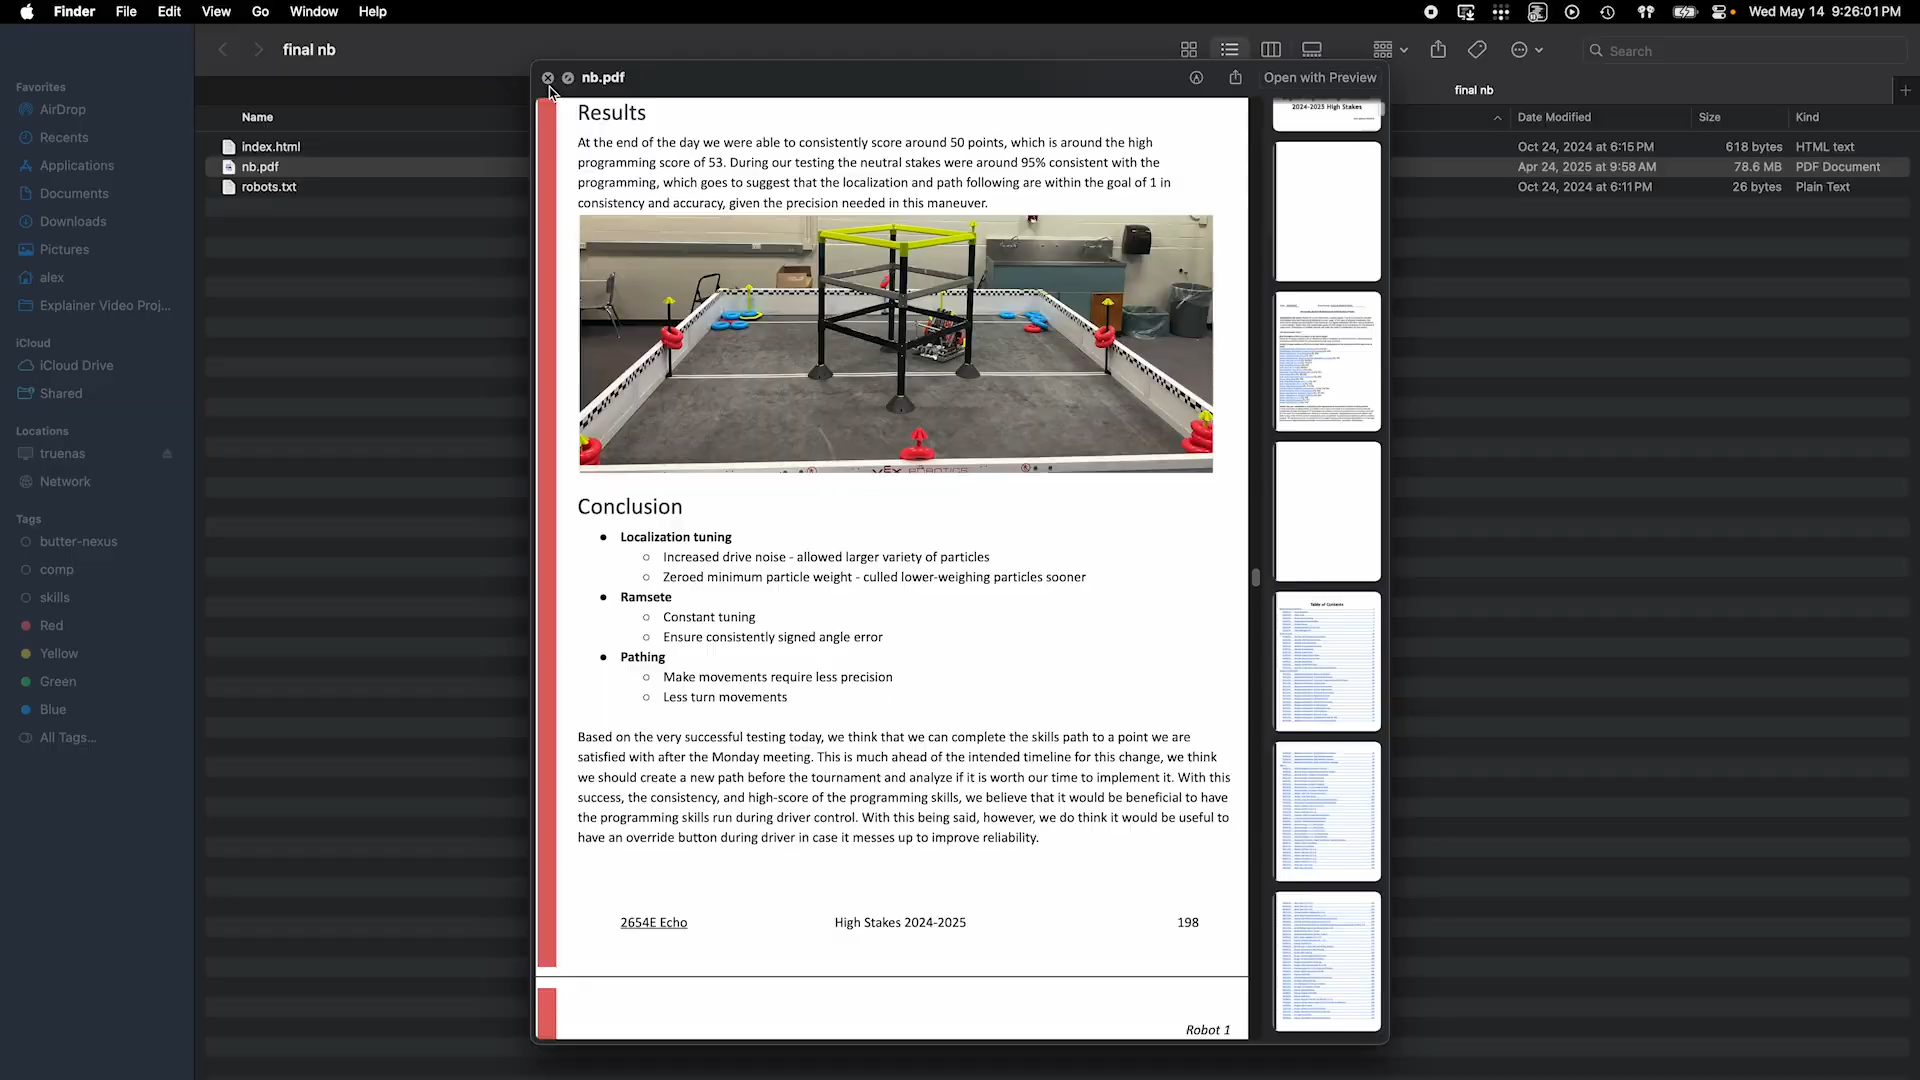 Finder File Edit View Go Window Help
Wed May 14 9:26:01 PM
final nb
Search
Favorites
AirDrop
Recents
Applications
Documents
Downloads
Pictures
alex
Explainer Video Proj...
iCloud
iCloud Drive
Shared
Locations
truenas
Network
Tags
butter-nexus
comp
skills
Red
Yellow
Green
Blue
All Tags...
final nb
Name Date Modified Size Kind
index.html Oct 24, 2024 at 6:15 PM 618 bytes HTML text
nb.pdf Apr 24, 2025 at 9:58 AM 78.6 MB PDF Document
robots.txt Oct 24, 2024 at 6:11 PM 26 bytes Plain Text
nb.pdf Open with Preview
Results
At the end of the day we were able to consistently score around 50 points, which is around the high
programming score of 53. During our testing the neutral stakes were around 95% consistent with the
programming, which goes to suggest that the localization and path following are within the goal of 1 in
consistency and accuracy, given the precision needed in this maneuver.
VEX ROBOTICS
Conclusion
● Localization tuning
○ Increased drive noise - allowed larger variety of particles
○ Zeroed minimum particle weight - culled lower-weighing particles sooner
● Ramsete
○ Constant tuning
○ Ensure consistently signed angle error
● Pathing
○ Make movements require less precision
○ Less turn movements
Based on the very successful testing today, we think that we can complete the skills path to a point we are
satisfied with after the Monday meeting. This is much ahead of the intended timeline for this change, we think
we should create a new path before the tournament and analyze if it is worth our time to implement it. With this
success, the consistency, and high-score of the programming skills, we believe that it would be beneficial to have
the programming skills run during driver control. With this being said, however, we do think it would be useful to
have an override button during driver in case it messes up to improve reliability.
2654E Echo High Stakes 2024-2025 198
Robot 1
2024-2025 High Stakes
Table of Contents